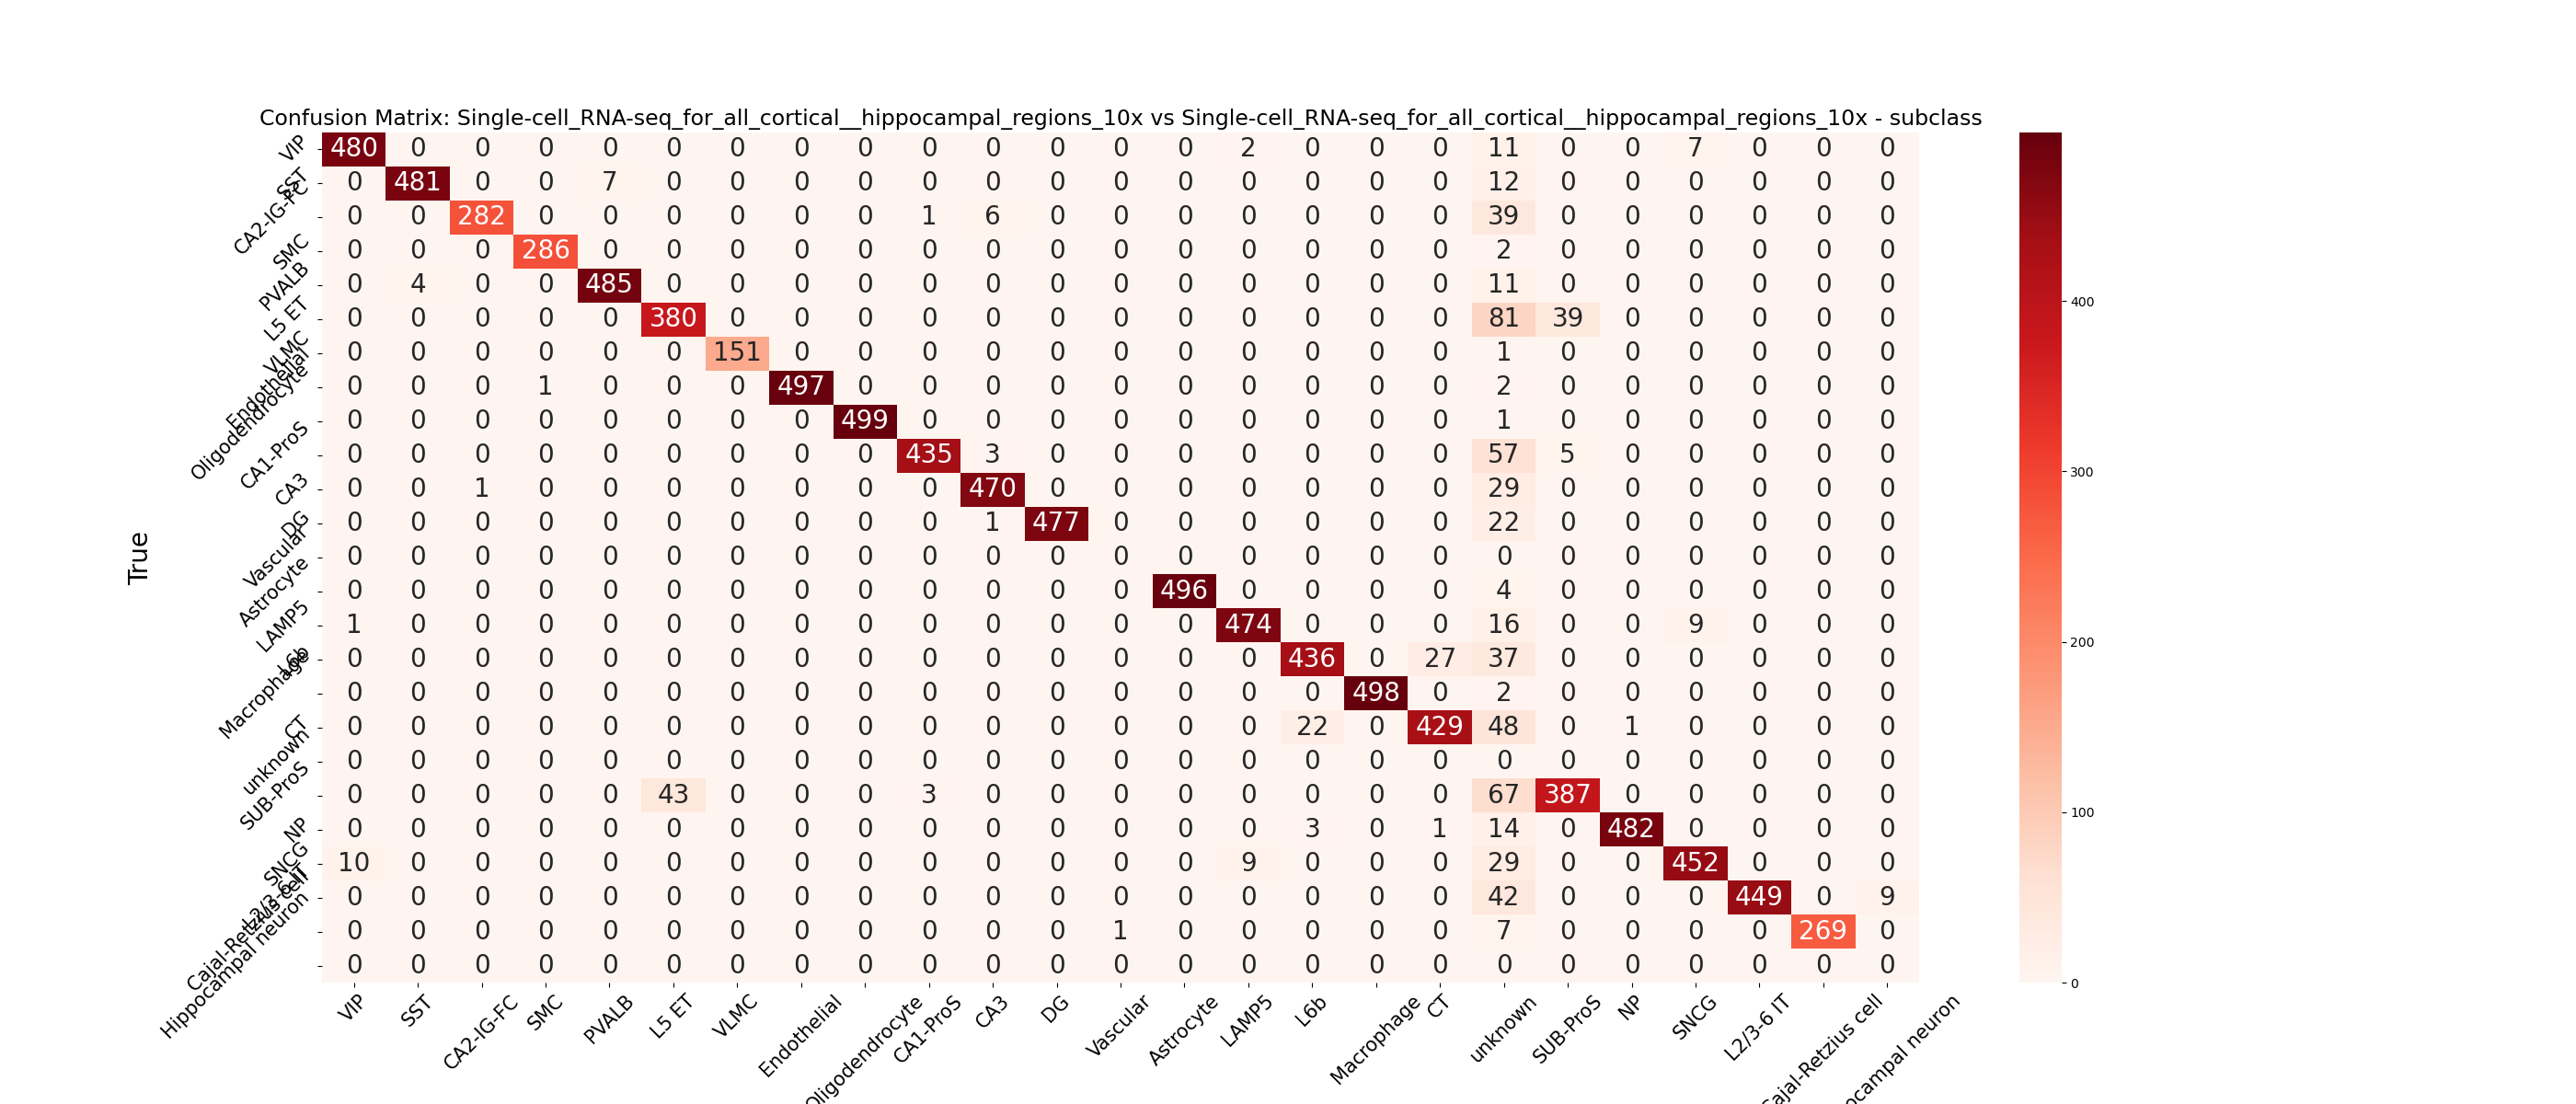 Confusion Matrix: Single-cell_RNA-seq_for_all_cortical__hippocampal_regions_10x vs Single-cell_RNA-seq_for_all_cortical__hippocampal_regions_10x - subclass
True
VIP 480 0 0 0 0 0 0 0 0 0 0 0 0 0 2 0 0 0 11 0 0 7 0 0 0
SST 0 481 0 0 7 0 0 0 0 0 0 0 0 0 0 0 0 0 12 0 0 0 0 0 0
CA2-IG-FC 0 0 282 0 0 0 0 0 0 1 6 0 0 0 0 0 0 0 39 0 0 0 0 0 0
SMC 0 0 0 286 0 0 0 0 0 0 0 0 0 0 0 0 0 0 2 0 0 0 0 0 0
PVALB 0 4 0 0 485 0 0 0 0 0 0 0 0 0 0 0 0 0 11 0 0 0 0 0 0
L5 ET 0 0 0 0 0 380 0 0 0 0 0 0 0 0 0 0 0 0 81 39 0 0 0 0 0
VLMC 0 0 0 0 0 0 151 0 0 0 0 0 0 0 0 0 0 0 1 0 0 0 0 0 0
Endothelial 0 0 0 1 0 0 0 497 0 0 0 0 0 0 0 0 0 0 2 0 0 0 0 0 0
Oligodendrocyte 0 0 0 0 0 0 0 0 499 0 0 0 0 0 0 0 0 0 1 0 0 0 0 0 0
CA1-ProS 0 0 0 0 0 0 0 0 0 435 3 0 0 0 0 0 0 0 57 5 0 0 0 0 0
CA3 0 0 1 0 0 0 0 0 0 0 470 0 0 0 0 0 0 0 29 0 0 0 0 0 0
DG 0 0 0 0 0 0 0 0 0 0 1 477 0 0 0 0 0 0 22 0 0 0 0 0 0
Vascular 0 0 0 0 0 0 0 0 0 0 0 0 0 0 0 0 0 0 0 0 0 0 0 0 0
Astrocyte 0 0 0 0 0 0 0 0 0 0 0 0 0 496 0 0 0 0 4 0 0 0 0 0 0
LAMP5 1 0 0 0 0 0 0 0 0 0 0 0 0 0 474 0 0 0 16 0 0 9 0 0 0
L6b 0 0 0 0 0 0 0 0 0 0 0 0 0 0 0 436 0 27 37 0 0 0 0 0 0
Macrophage 0 0 0 0 0 0 0 0 0 0 0 0 0 0 0 0 498 0 2 0 0 0 0 0 0
CT 0 0 0 0 0 0 0 0 0 0 0 0 0 0 0 22 0 429 48 0 1 0 0 0 0
unknown 0 0 0 0 0 0 0 0 0 0 0 0 0 0 0 0 0 0 0 0 0 0 0 0 0
SUB-ProS 0 0 0 0 0 43 0 0 0 3 0 0 0 0 0 0 0 0 67 387 0 0 0 0 0
NP 0 0 0 0 0 0 0 0 0 0 0 0 0 0 0 3 0 1 14 0 482 0 0 0 0
SNCG 10 0 0 0 0 0 0 0 0 0 0 0 0 0 9 0 0 0 29 0 0 452 0 0 0
L2/3-6 IT 0 0 0 0 0 0 0 0 0 0 0 0 0 0 0 0 0 0 42 0 0 0 449 0 9
Cajal-Retzius cell 0 0 0 0 0 0 0 0 0 0 0 0 1 0 0 0 0 0 7 0 0 0 0 269 0
Hippocampal neuron 0 0 0 0 0 0 0 0 0 0 0 0 0 0 0 0 0 0 0 0 0 0 0 0 0
VIP SST CA2-IG-FC SMC PVALB L5 ET VLMC Endothelial Oligodendrocyte CA1-ProS CA3 DG Vascular Astrocyte LAMP5 L6b Macrophage CT unknown SUB-ProS NP SNCG L2/3-6 IT Cajal-Retzius cell ocampal neuron
400
300
200
100
0